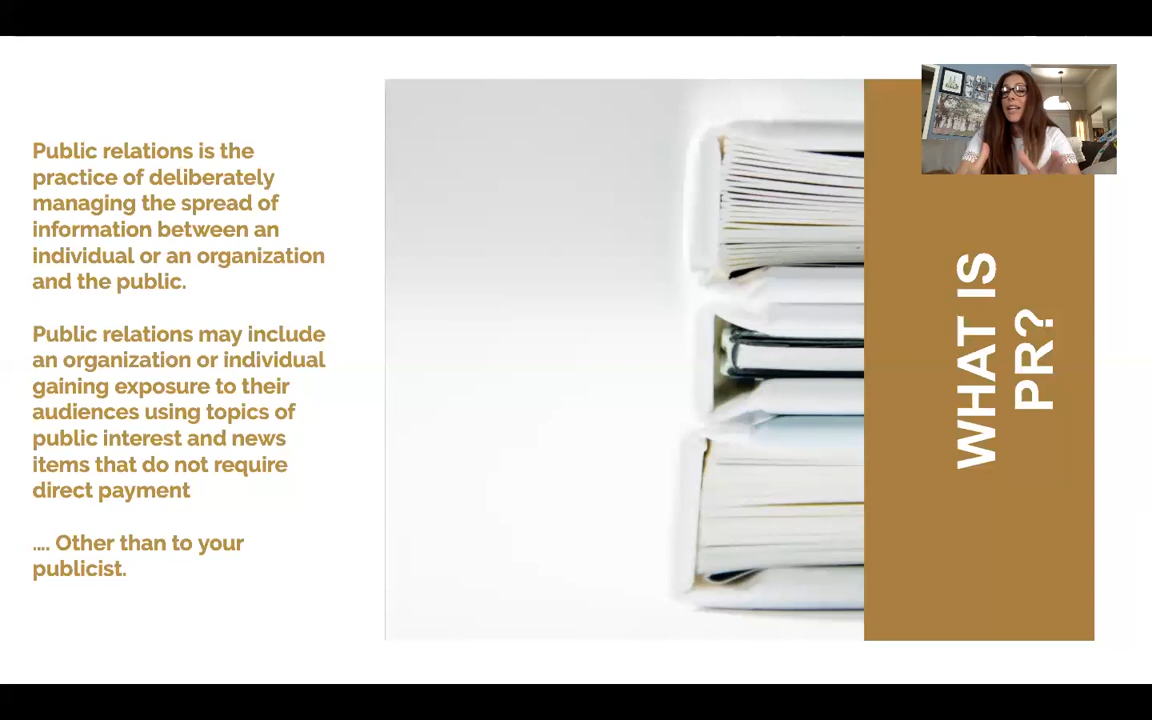 Public relations is the
practice of deliberately
managing the spread of
information between an
individual or an organization
and the public.
Public relations may include
an organization or individual
gaining exposure to their
audiences using topics of
public interest and news
items that do not require
direct payment
.... Other than to your
publicist.
WHAT IS
PR?